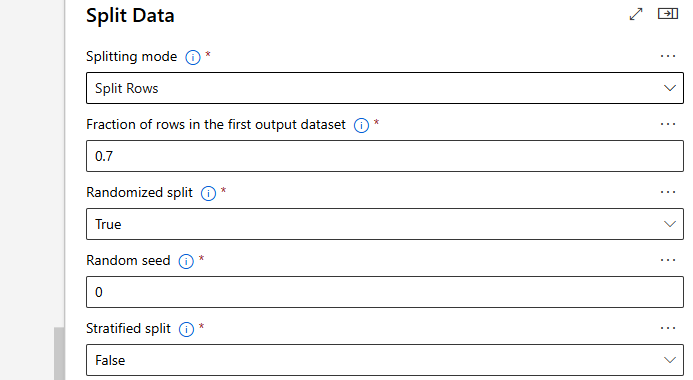 Split Data
Splitting mode i *
Split Rows
Fraction of rows in the first output dataset i *
0.7
Randomized split i *
True
Random seed i *
0
Stratified split i *
False